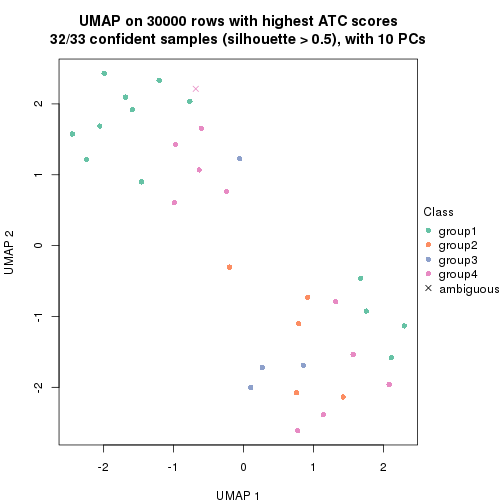 UMAP on 30000 rows with highest ATC scores
32/33 confident samples (silhouette > 0.5), with 10 PCs
2
1
0
-1
-2
UMAP 2
-2
-1
0
1
2
UMAP 1
Class
group1
group2
group3
group4
ambiguous